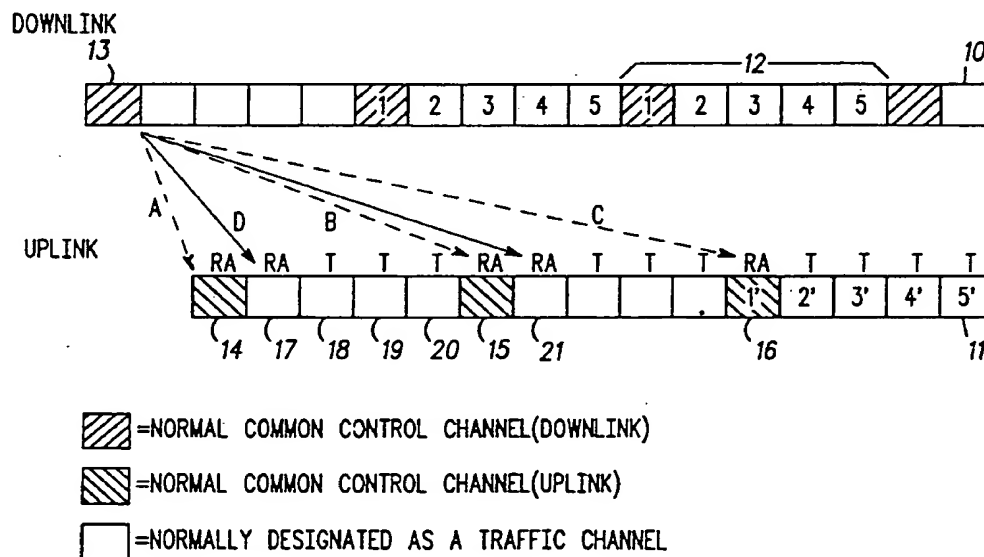 DOWNLINK
13
12
10
1 2 3 4 5 1 2 3 4 5
A
D
B
C
UPLINK
RA RA T T T RA RA T T T RA T T T T
1' 2' 3' 4' 5'
14 17 18 19 20 15 21 16 11
=NORMAL COMMON CONTROL CHANNEL(DOWNLINK)
=NORMAL COMMON CONTROL CHANNEL(UPLINK)
=NORMALLY DESIGNATED AS A TRAFFIC CHANNEL